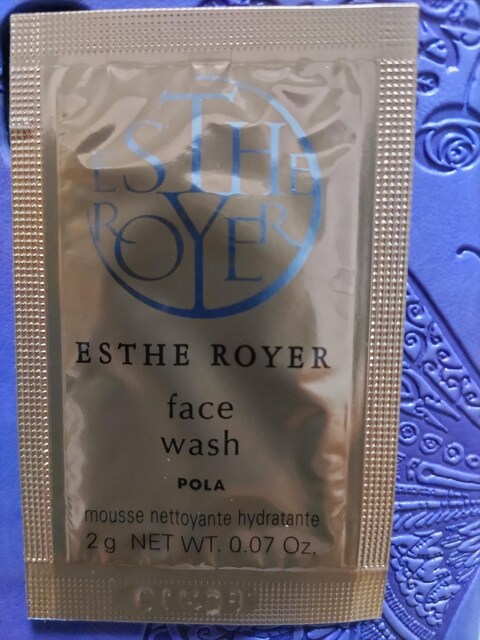 ESTHE
ROYER
ESTHE ROYER
face
wash
POLA
mousse nettoyante hydratante
2 g NET WT. 0.07 Oz.